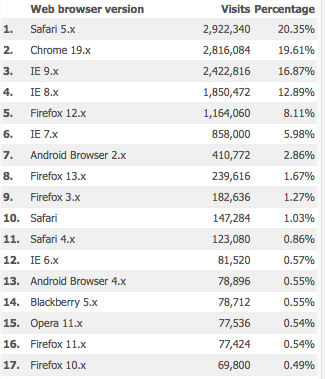 Web browser version Visits Percentage
1. Safari 5.x 2,922,340 20.35%
2. Chrome 19.x 2,816,084 19.61%
3. IE 9.x 2,422,816 16.87%
4. IE 8.x 1,850,472 12.89%
5. Firefox 12.x 1,164,060 8.11%
6. IE 7.x 858,000 5.98%
7. Android Browser 2.x 410,772 2.86%
8. Firefox 13.x 239,616 1.67%
9. Firefox 3.x 182,636 1.27%
10. Safari 147,284 1.03%
11. Safari 4.x 123,080 0.86%
12. IE 6.x 81,520 0.57%
13. Android Browser 4.x 78,896 0.55%
14. Blackberry 5.x 78,712 0.55%
15. Opera 11.x 77,536 0.54%
16. Firefox 11.x 77,424 0.54%
17. Firefox 10.x 69,800 0.49%